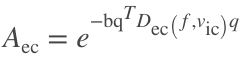 A_ec = e^{-bq^T D_ec(f,v_ic) q}